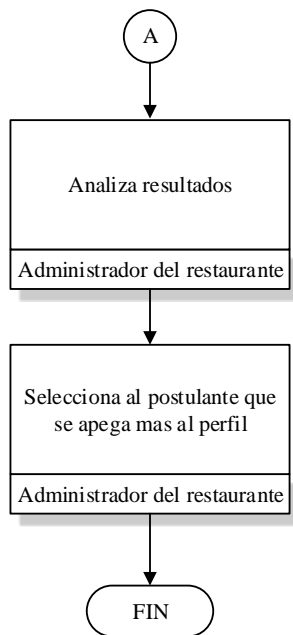 A
Analiza resultados
Administrador del restaurante
Selecciona al postulante que
se apega mas al perfil
Administrador del restaurante
FIN